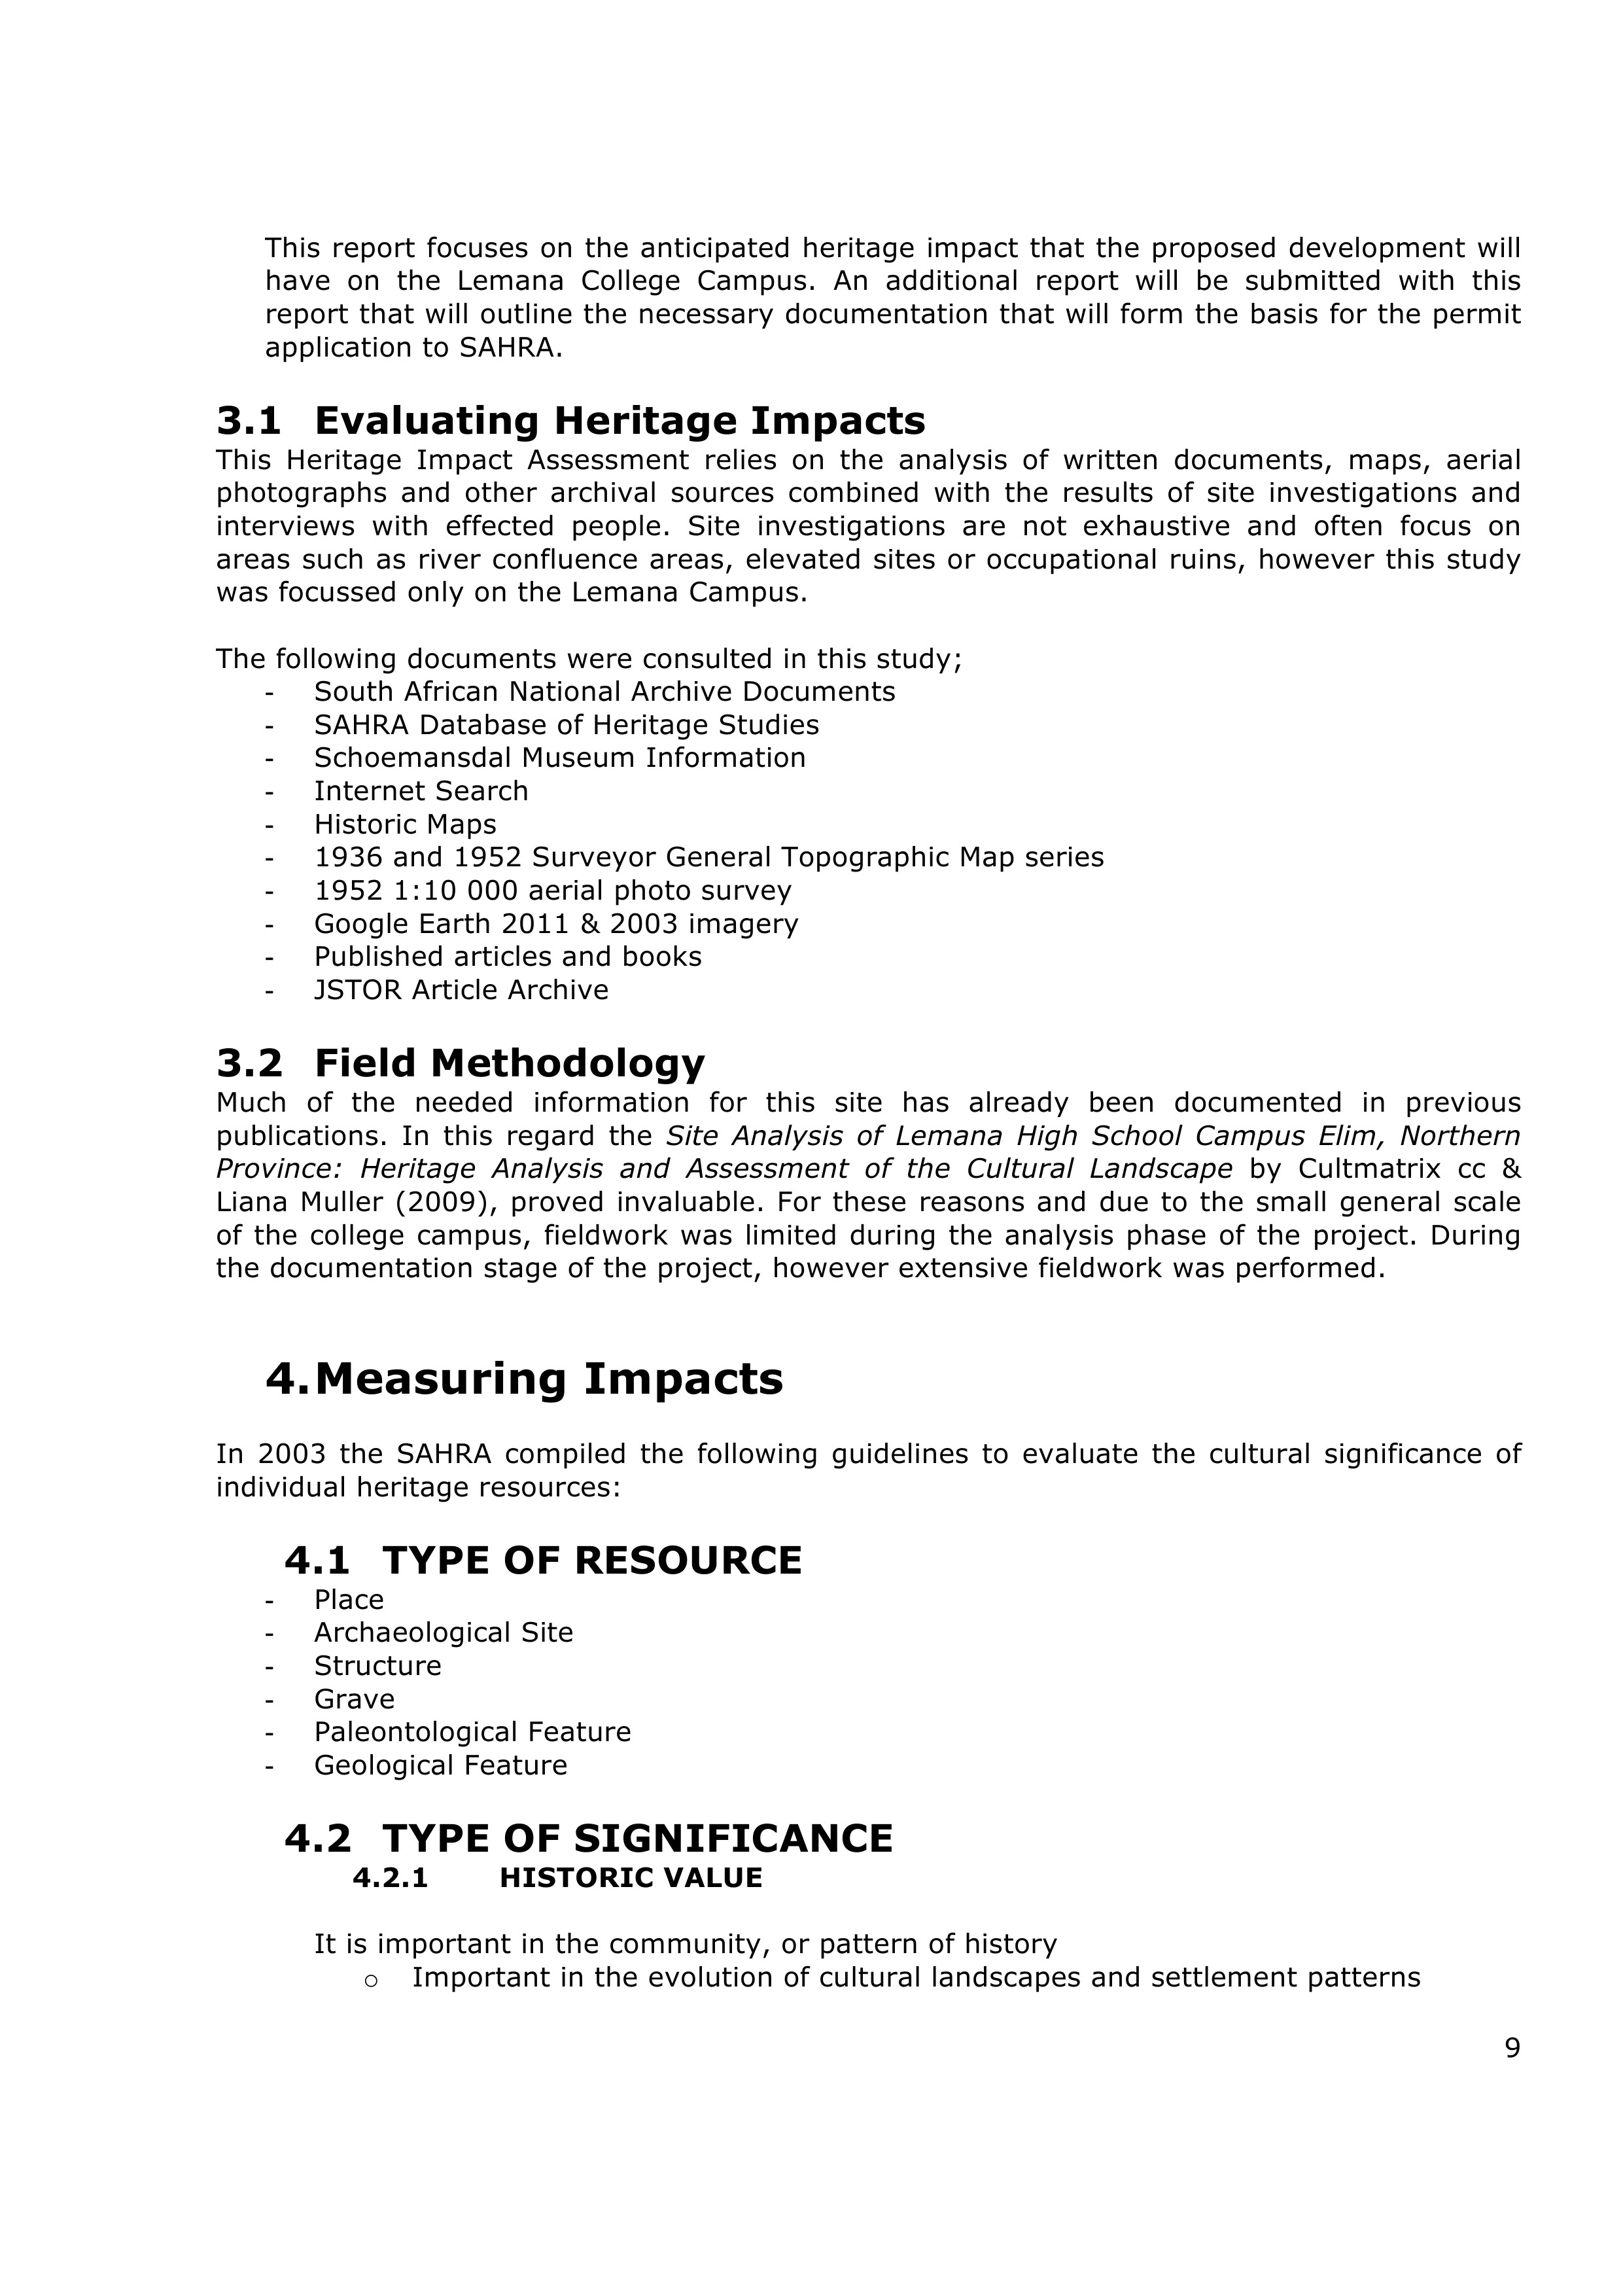 This report focuses on the anticipated heritage impact that the proposed development will
have on the Lemana College Campus. An additional report will be submitted with this
report that will outline the necessary documentation that will form the basis for the permit
application to SAHRA.
3.1 Evaluating Heritage Impacts
This Heritage Impact Assessment relies on the analysis of written documents, maps, aerial
photographs and other archival sources combined with the results of site investigations and
interviews with effected people. Site investigations are not exhaustive and often focus on
areas such as river confluence areas, elevated sites or occupational ruins, however this study
was focussed only on the Lemana Campus.
The following documents were consulted in this study;
- South African National Archive Documents
- SAHRA Database of Heritage Studies
- Schoemansdal Museum Information
- Internet Search
- Historic Maps
- 1936 and 1952 Surveyor General Topographic Map series
- 1952 1:10 000 aerial photo survey
- Google Earth 2011 & 2003 imagery
- Published articles and books
- JSTOR Article Archive
3.2 Field Methodology
Much of the needed information for this site has already been documented in previous
publications. In this regard the Site Analysis of Lemana High School Campus Elim, Northern
Province: Heritage Analysis and Assessment of the Cultural Landscape by Cultmatrix cc &
Liana Muller (2009), proved invaluable. For these reasons and due to the small general scale
of the college campus, fieldwork was limited during the analysis phase of the project. During
the documentation stage of the project, however extensive fieldwork was performed.
4. Measuring Impacts
In 2003 the SAHRA compiled the following guidelines to evaluate the cultural significance of
individual heritage resources:
4.1 TYPE OF RESOURCE
- Place
- Archaeological Site
- Structure
- Grave
- Paleontological Feature
- Geological Feature
4.2 TYPE OF SIGNIFICANCE
4.2.1 HISTORIC VALUE
It is important in the community, or pattern of history
o Important in the evolution of cultural landscapes and settlement patterns
9